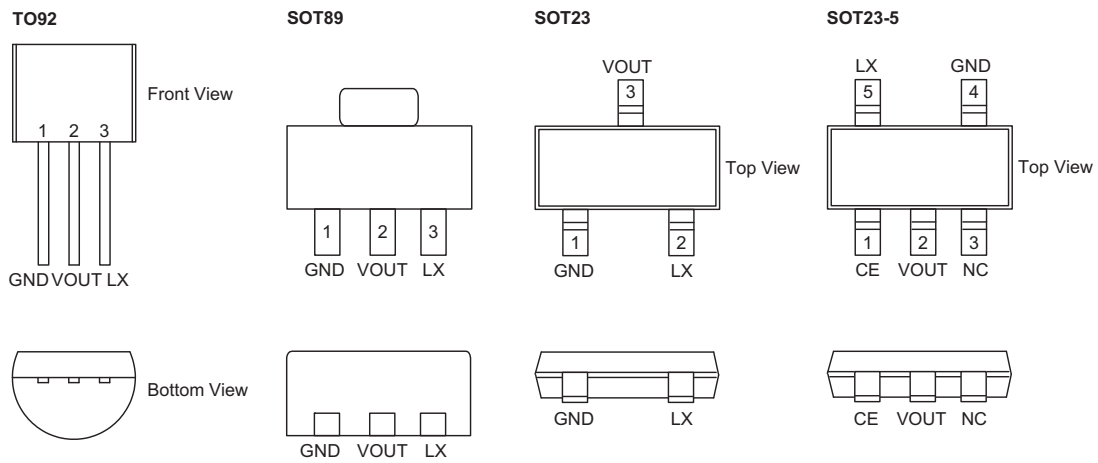 TO92
SOT89
SOT23
SOT23-5
Front View
1 2 3
GND VOUT LX
Bottom View
1 2 3
GND VOUT LX
GND VOUT LX
VOUT
3
Top View
1 2
GND LX
GND LX
LX GND
5 4
Top View
1 2 3
CE VOUT NC
CE VOUT NC